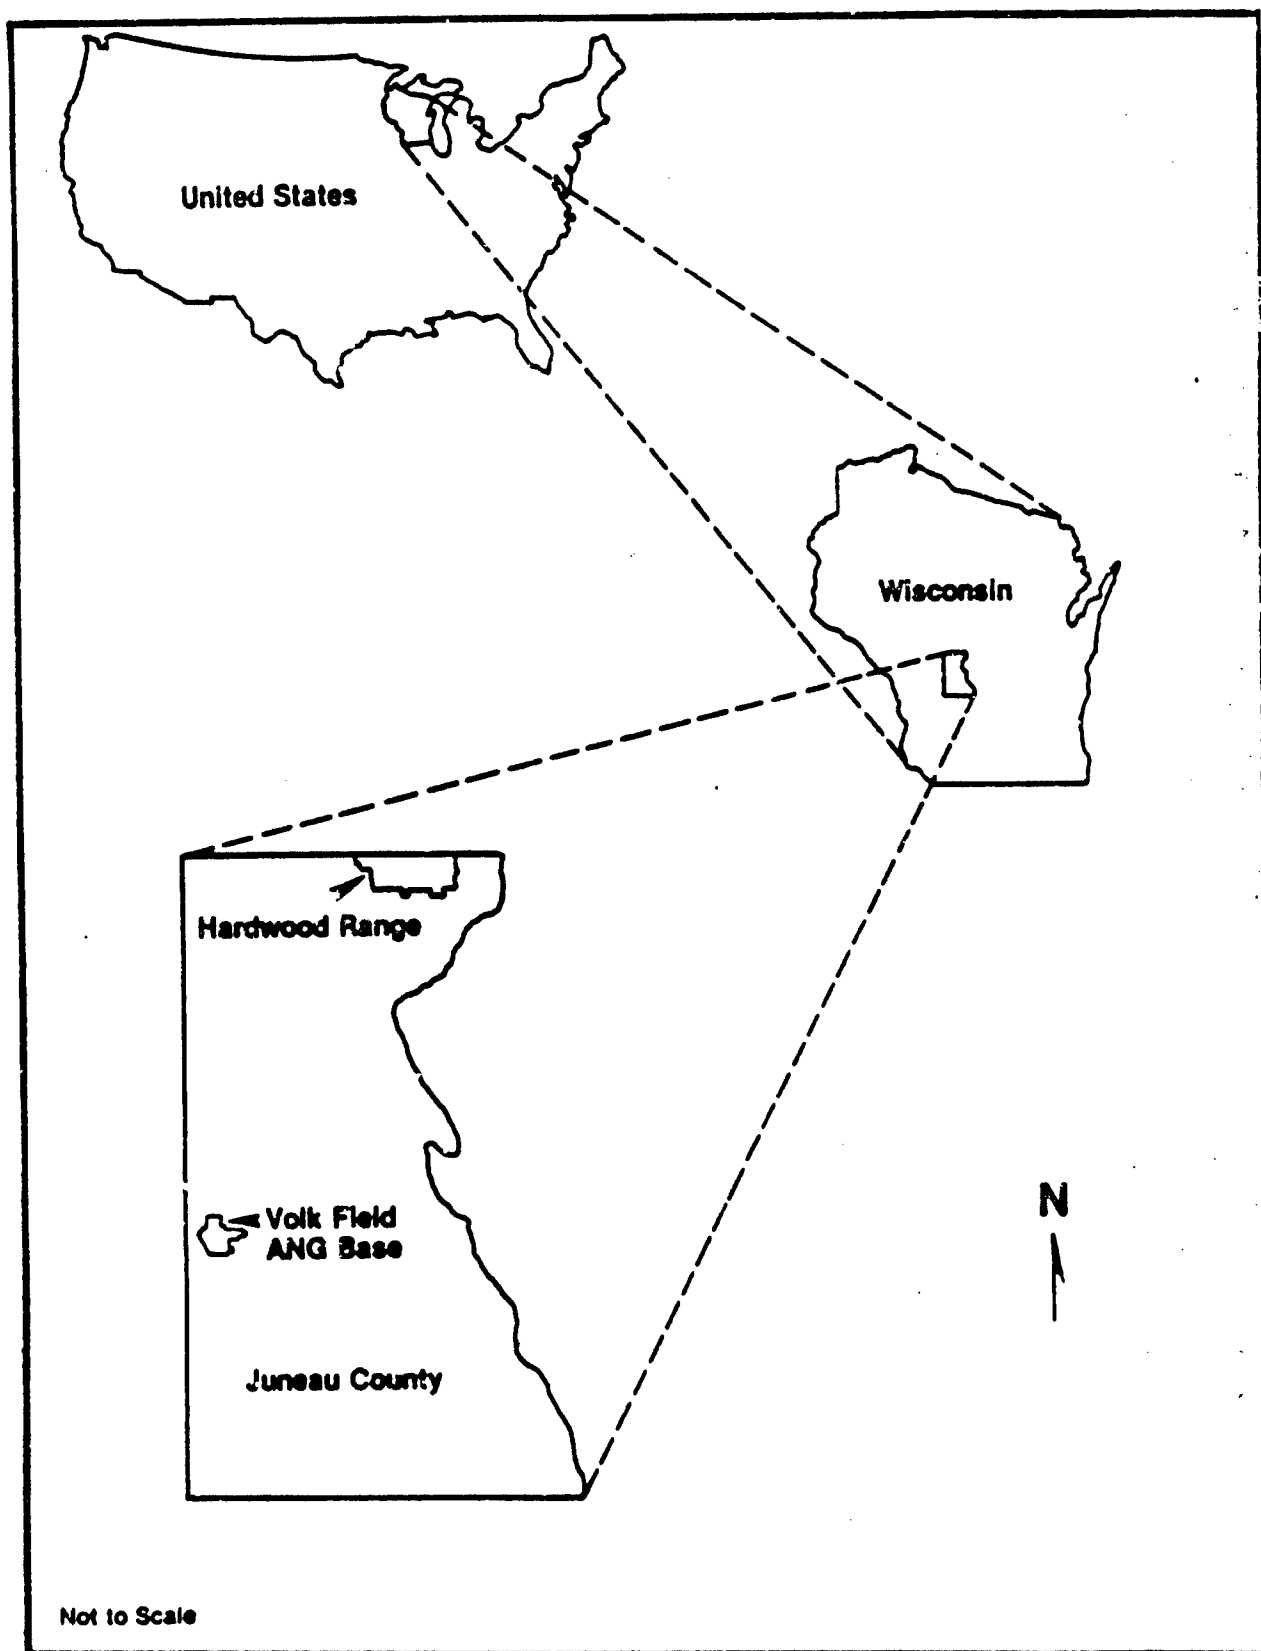 United States
Wisconsin
Hardwood Range
Volk Field
ANG Base
N
Juneau County
Not to Scale